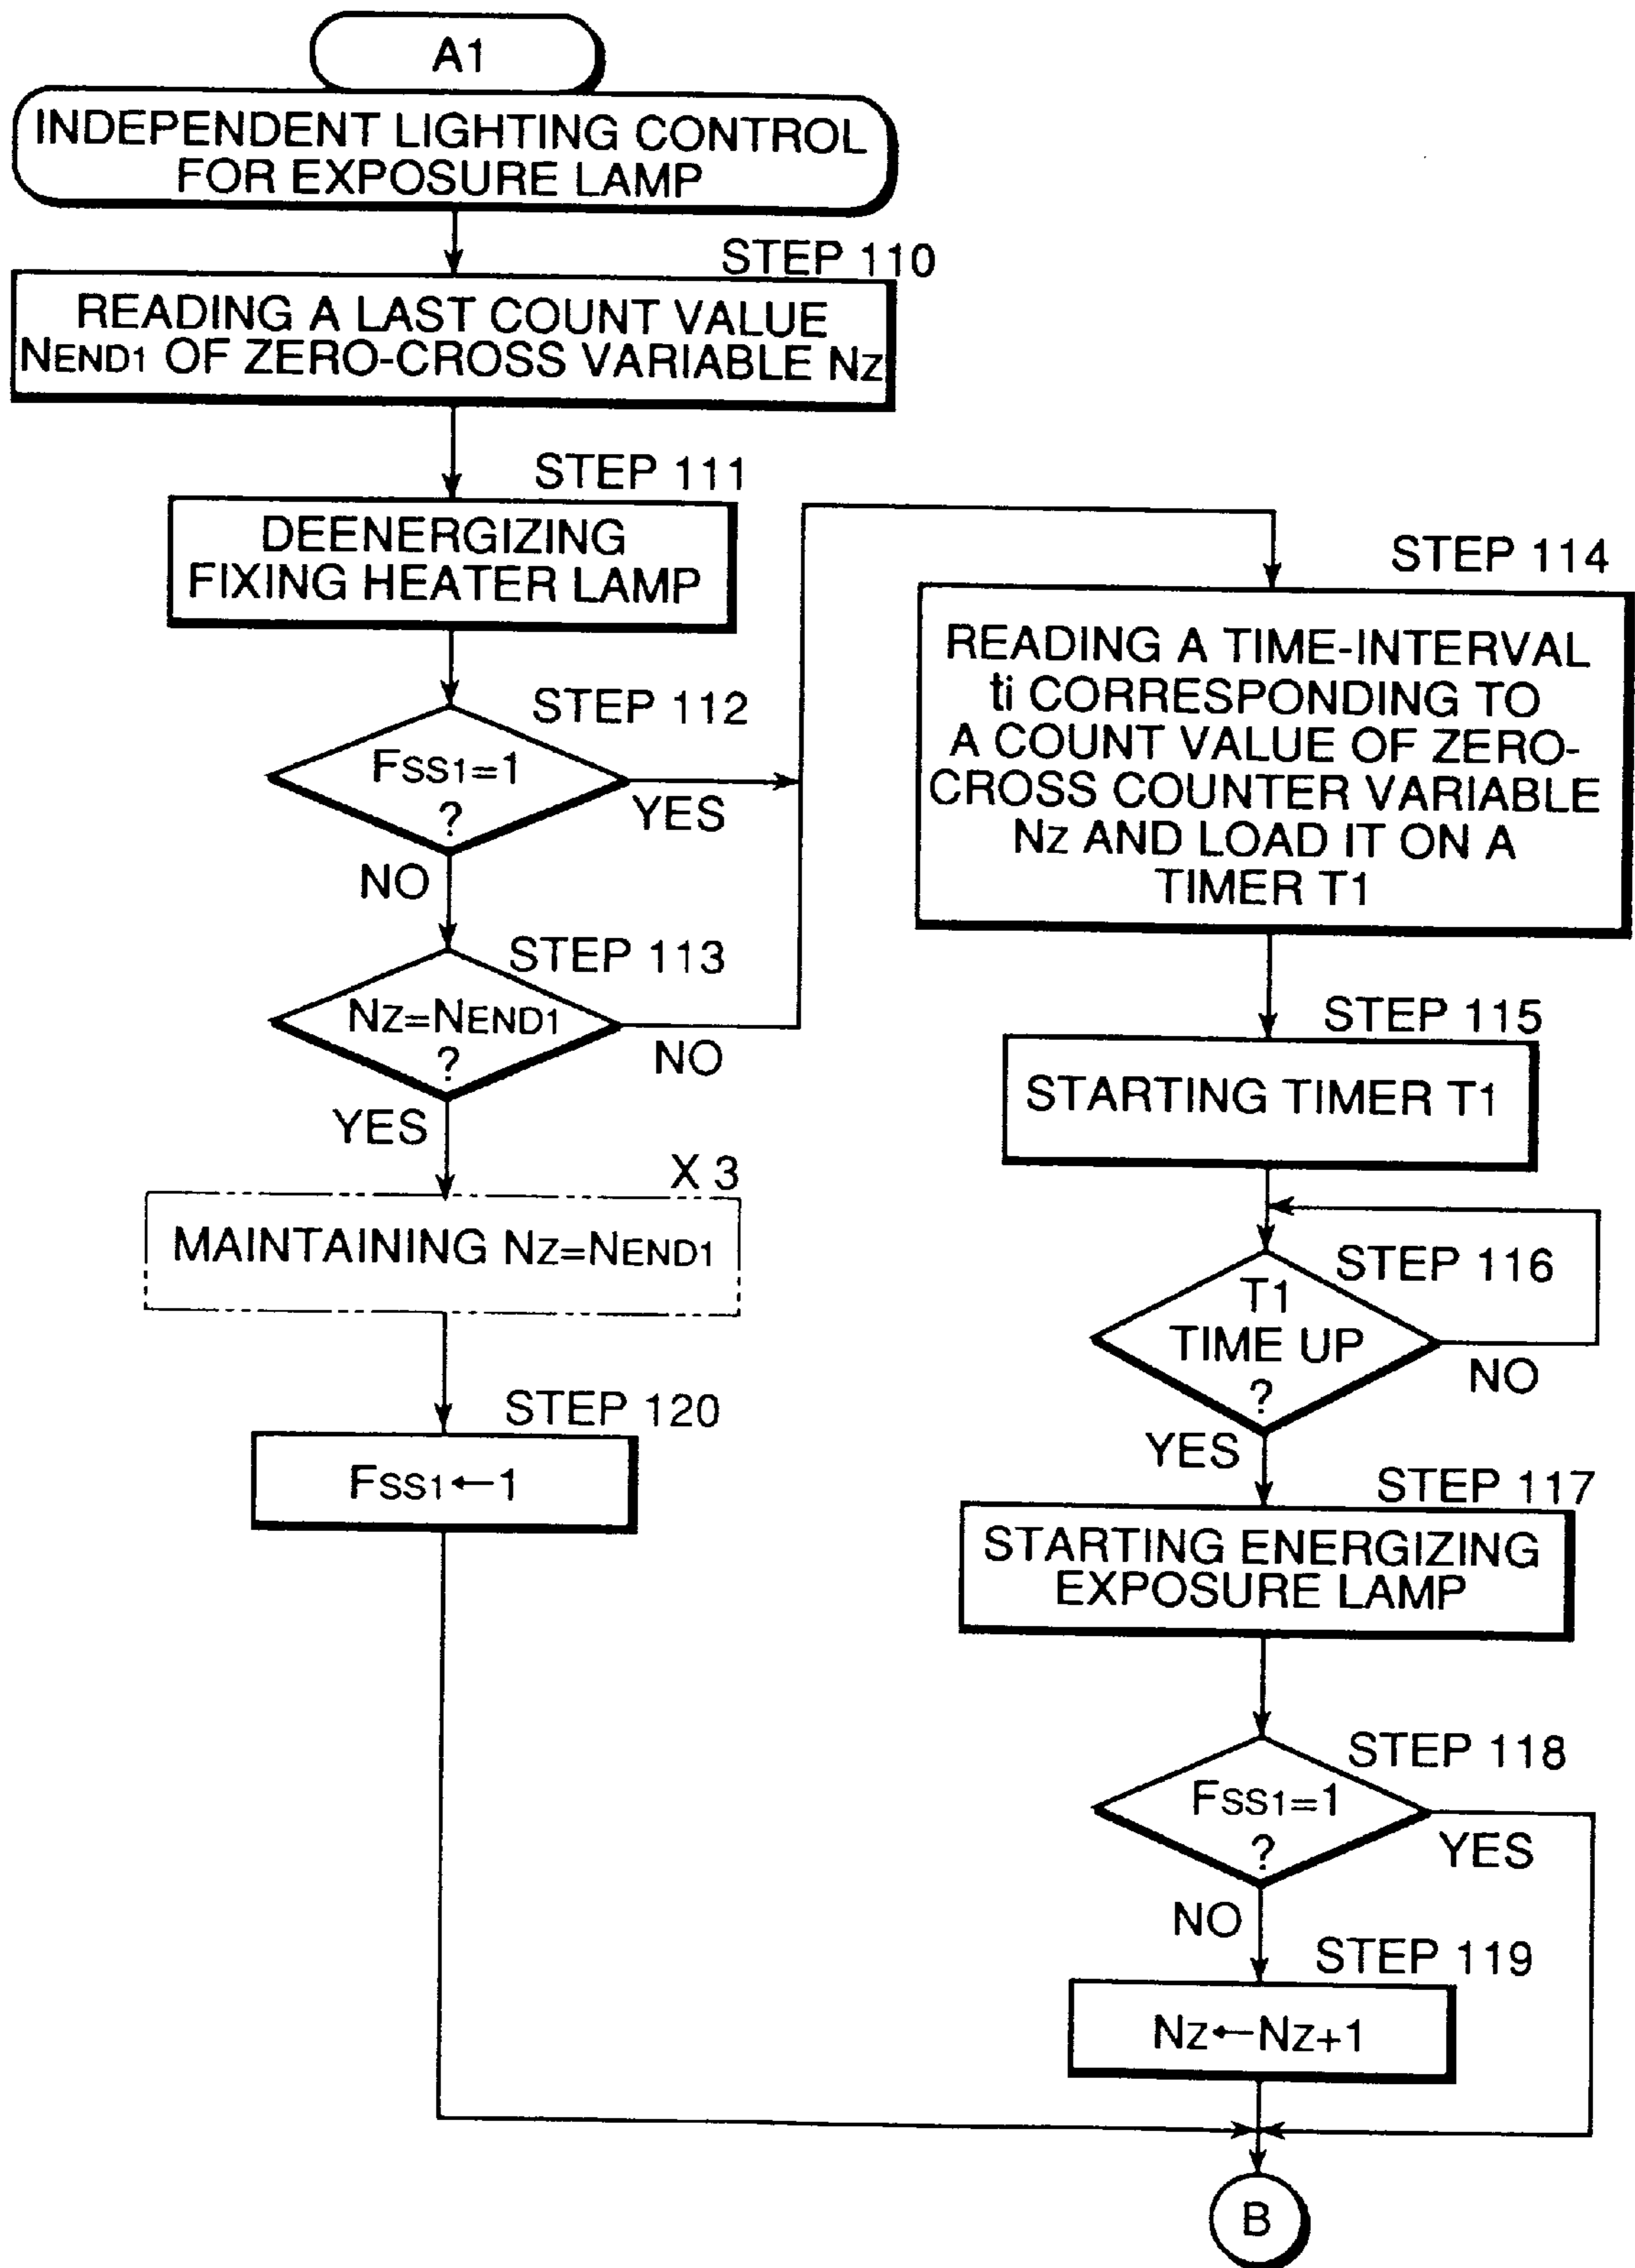 A1
INDEPENDENT LIGHTING CONTROL
FOR EXPOSURE LAMP
STEP 110
READING A LAST COUNT VALUE
NEND1 OF ZERO-CROSS VARIABLE NZ
STEP 111
DEENERGIZING
FIXING HEATER LAMP
STEP 112
FSS1=1
?
YES
NO
STEP 113
NZ=NEND1
?
NO
YES
X 3
MAINTAINING NZ=NEND1
STEP 120
FSS1←1
STEP 114
READING A TIME-INTERVAL
ti CORRESPONDING TO
A COUNT VALUE OF ZERO-
CROSS COUNTER VARIABLE
NZ AND LOAD IT ON A
TIMER T1
STEP 115
STARTING TIMER T1
STEP 116
T1
TIME UP
?
NO
YES
STEP 117
STARTING ENERGIZING
EXPOSURE LAMP
STEP 118
FSS1=1
?
YES
NO
STEP 119
NZ←NZ+1
B